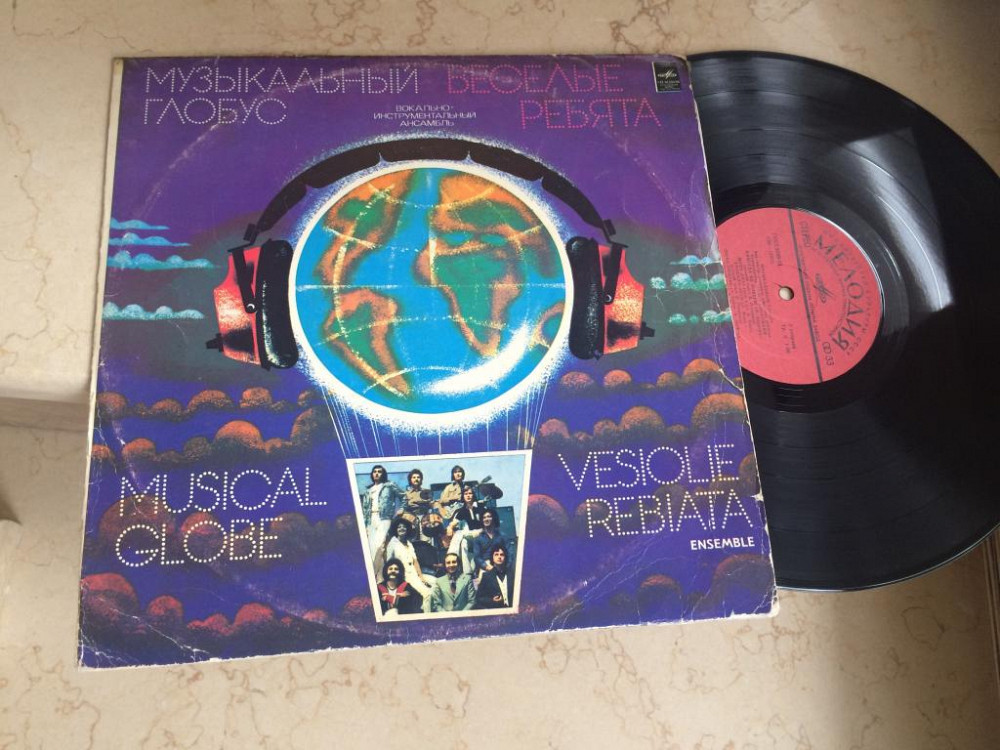 МУЗЫКАЛЬНЫЙ
ГЛОБУС
ВЕСЕЛЫЕ
РЕБЯТА
ВОКАЛЬНО-
ИНСТРУМЕНТАЛЬНЫЙ
АНСАМБЛЬ
MUSICAL
GLOBE
VESIOLIE
REBIATA
ENSEMBLE
МЕЛОДИЯ